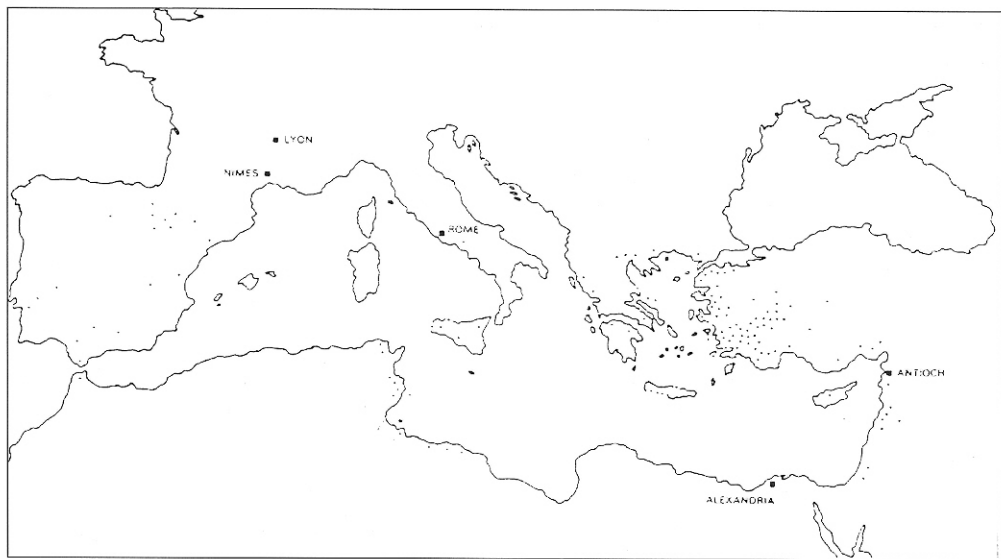 LYON
NIMES
ROME
ANTIOCH
ALEXANDRIA